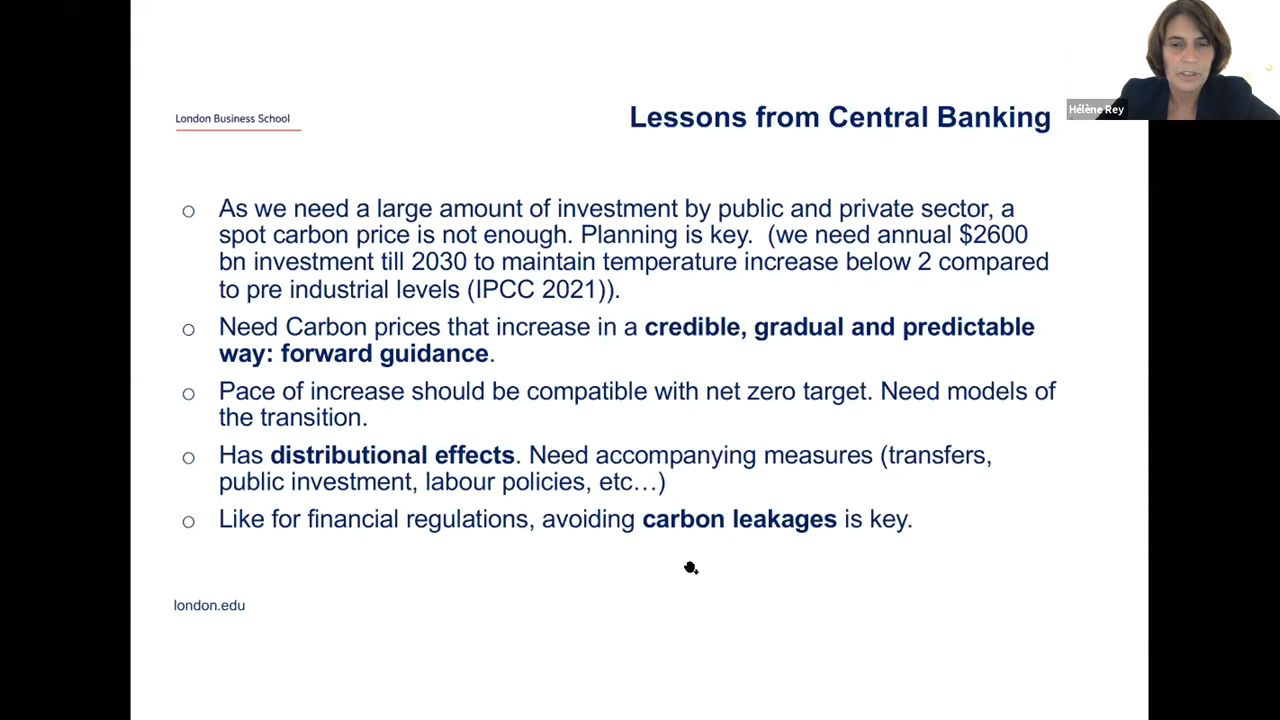 Hélène Rey
London Business School
Lessons from Central Banking
o As we need a large amount of investment by public and private sector, a
spot carbon price is not enough. Planning is key.  (we need annual $2600
bn investment till 2030 to maintain temperature increase below 2 compared
to pre industrial levels (IPCC 2021)).
o Need Carbon prices that increase in a credible, gradual and predictable
way: forward guidance.
o Pace of increase should be compatible with net zero target. Need models of
the transition.
o Has distributional effects. Need accompanying measures (transfers,
public investment, labour policies, etc…)
o Like for financial regulations, avoiding carbon leakages is key.
london.edu